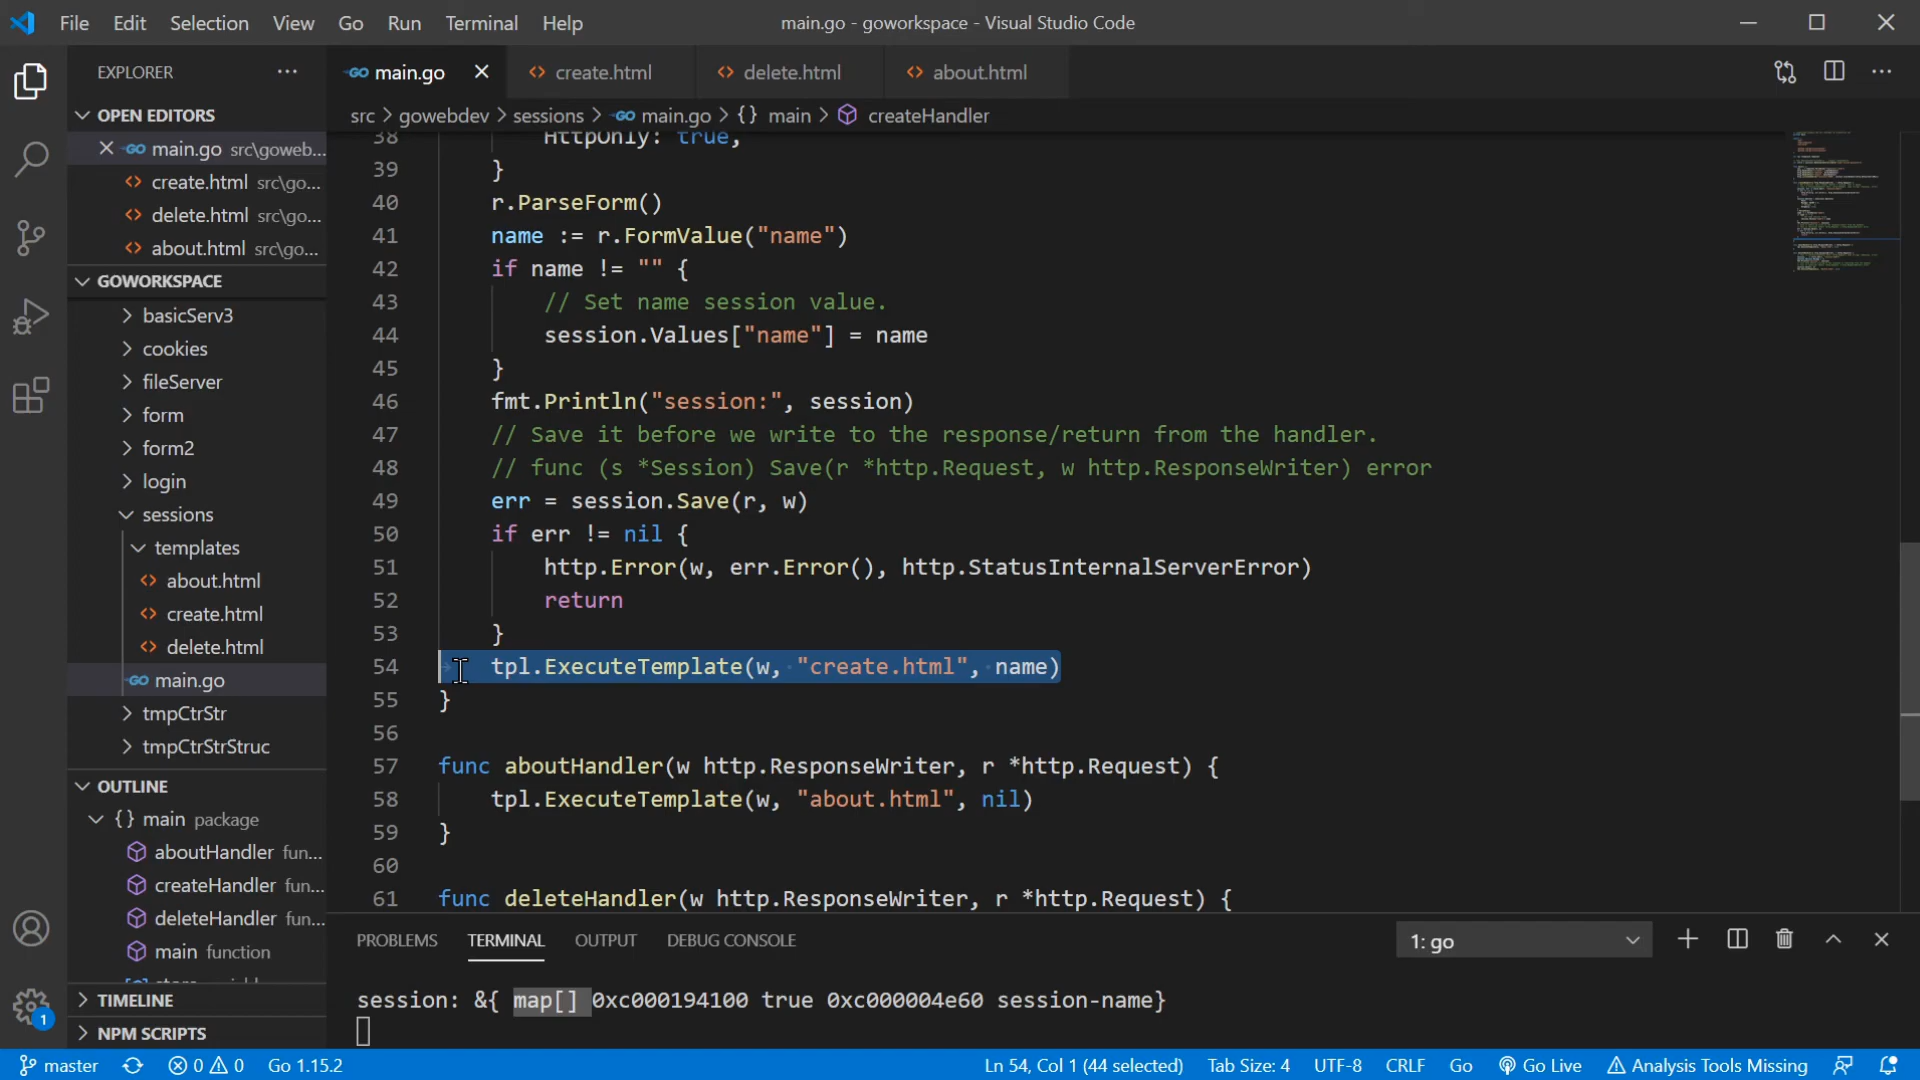 File Edit Selection View Go Run Terminal Help
main.go - goworkspace - Visual Studio Code
EXPLORER
OPEN EDITORS
main.go src\goweb...
create.html src\go...
delete.html src\go...
about.html src\go...
GOWORKSPACE
basicServ3
cookies
fileServer
form
form2
login
sessions
templates
about.html
create.html
delete.html
main.go
tmpCtrStr
tmpCtrStrStruc
OUTLINE
{} main package
aboutHandler fun...
createHandler fun...
deleteHandler fun...
main function
TIMELINE
NPM SCRIPTS
main.go create.html delete.html about.html
src > gowebdev > sessions > main.go > {} main > createHandler
38 HttpOnly: true,
39 }
40 r.ParseForm()
41 name := r.FormValue("name")
42 if name != "" {
43 // Set name session value.
44 session.Values["name"] = name
45 }
46 fmt.Println("session:", session)
47 // Save it before we write to the response/return from the handler.
48 // func (s *Session) Save(r *http.Request, w http.ResponseWriter) error
49 err = session.Save(r, w)
50 if err != nil {
51 http.Error(w, err.Error(), http.StatusInternalServerError)
52 return
53 }
54 tpl.ExecuteTemplate(w, "create.html", name)
55 }
56
57 func aboutHandler(w http.ResponseWriter, r *http.Request) {
58 tpl.ExecuteTemplate(w, "about.html", nil)
59 }
60
61 func deleteHandler(w http.ResponseWriter, r *http.Request) {
PROBLEMS TERMINAL OUTPUT DEBUG CONSOLE
1: go
session: &{ map[] 0xc000194100 true 0xc000004e60 session-name}
1
master 0 0 Go 1.15.2
Ln 54, Col 1 (44 selected) Tab Size: 4 UTF-8 CRLF Go Go Live Analysis Tools Missing